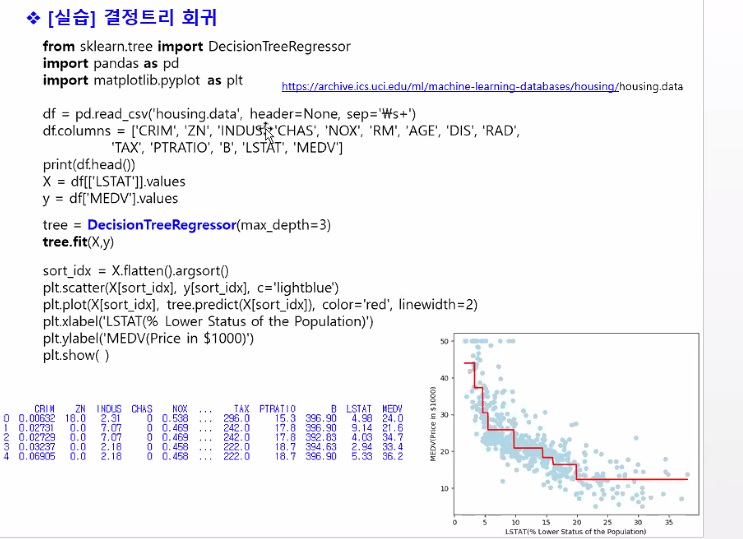 ❖ [실습] 결정트리 회귀
from sklearn.tree import DecisionTreeRegressor
import pandas as pd
import matplotlib.pyplot as plt
https://archive.ics.uci.edu/ml/machine-learning-databases/housing/housing.data
df = pd.read_csv('housing.data', header=None, sep='₩s+')
df.columns = ['CRIM', 'ZN', 'INDUS', 'CHAS', 'NOX', 'RM', 'AGE', 'DIS', 'RAD',
'TAX', 'PTRATIO', 'B', 'LSTAT', 'MEDV']
print(df.head())
X = df[['LSTAT']].values
y = df['MEDV'].values
tree = DecisionTreeRegressor(max_depth=3)
tree.fit(X,y)
sort_idx = X.flatten().argsort()
plt.scatter(X[sort_idx], y[sort_idx], c='lightblue')
plt.plot(X[sort_idx], tree.predict(X[sort_idx]), color='red', linewidth=2)
plt.xlabel('LSTAT(% Lower Status of the Population)')
plt.ylabel('MEDV(Price in $1000)')
plt.show( )
CRIM ZN INDUS CHAS NOX ... TAX PTRATIO B LSTAT MEDV
0 0.00632 18.0 2.31 0 0.538 ... 296.0 15.3 396.90 4.98 24.0
1 0.02731 0.0 7.07 0 0.469 ... 242.0 17.8 396.90 9.14 21.6
2 0.02729 0.0 7.07 0 0.469 ... 242.0 17.8 392.83 4.03 34.7
3 0.03237 0.0 2.18 0 0.458 ... 222.0 18.7 394.63 2.94 33.4
4 0.06905 0.0 2.18 0 0.458 ... 222.0 18.7 396.90 5.33 36.2
MEDV(Price in $1000)
50
40
30
20
10
0 5 10 15 20 25 30 35
LSTAT(% Lower Status of the Population)